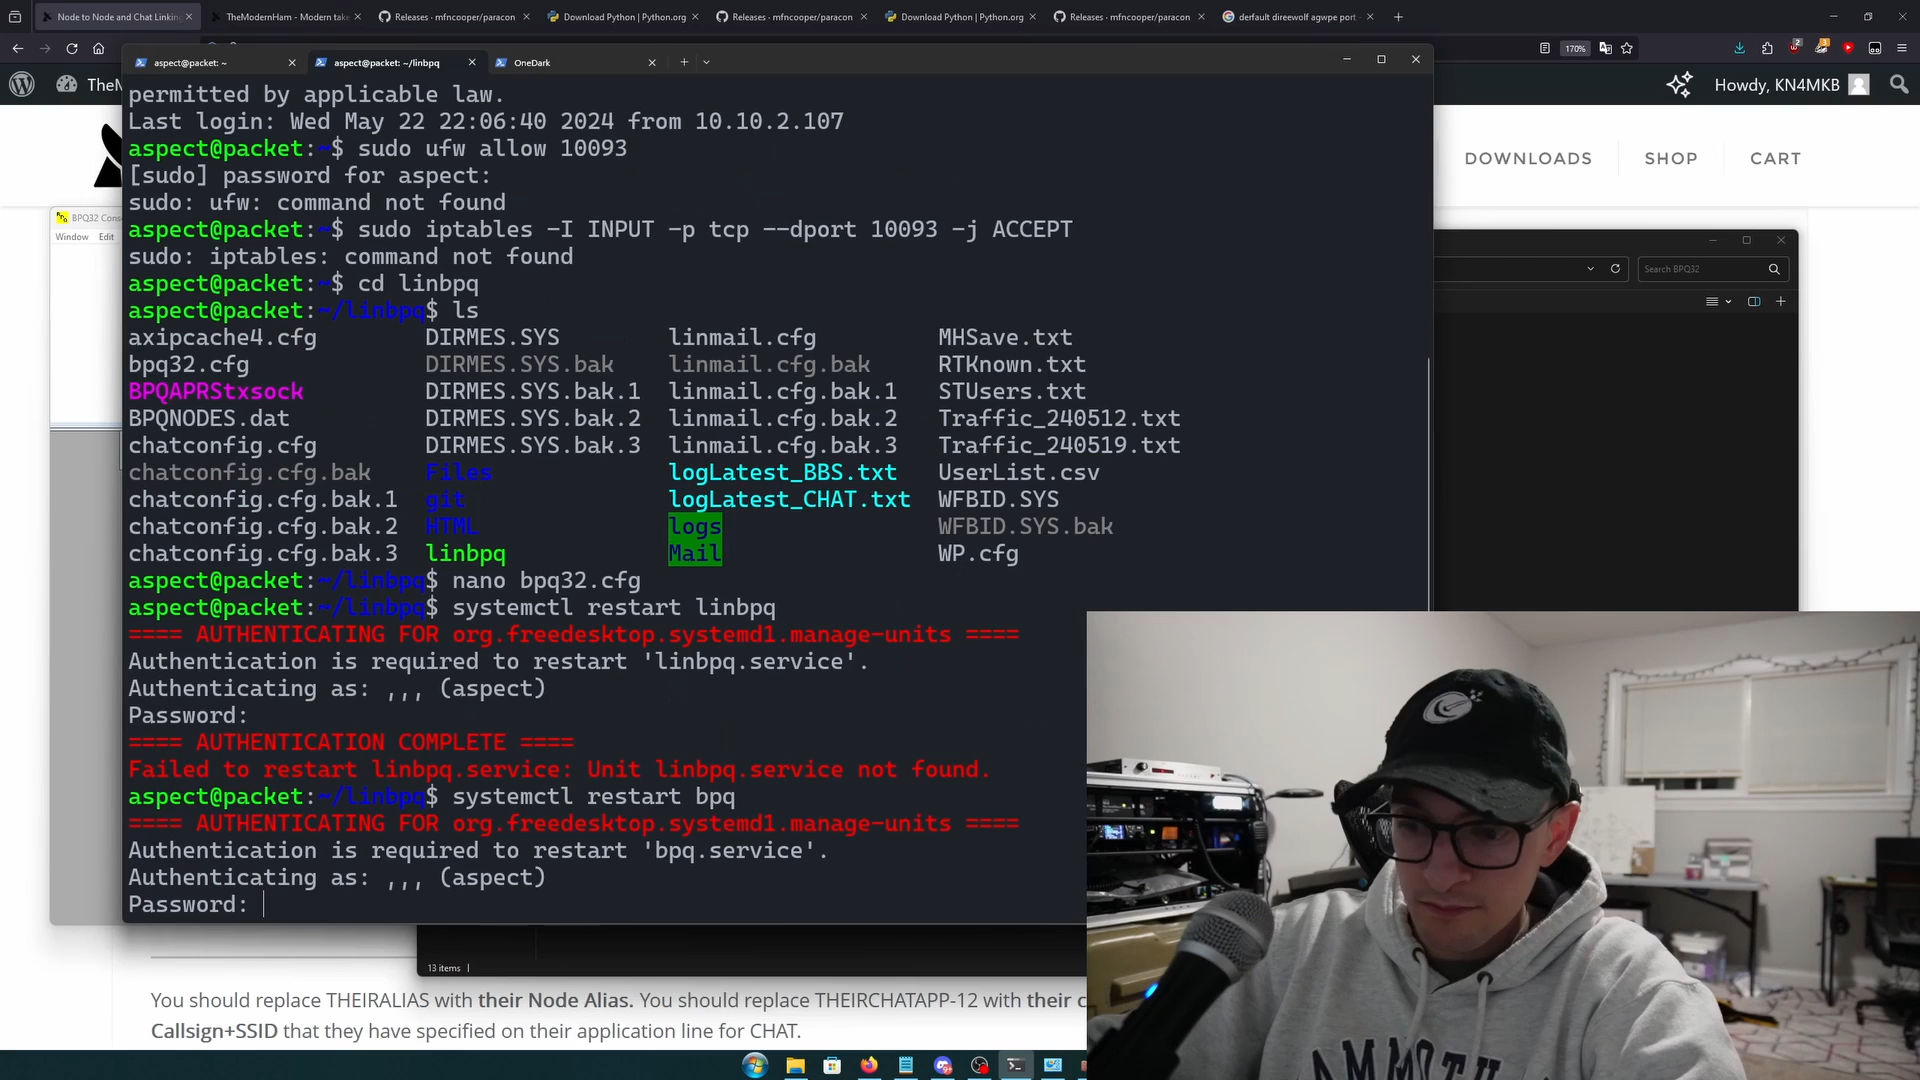 Node to Node and Chat Linking
TheModernHam - Modern take
Releases · mfncooper/paracon
Download Python | Python.org
Releases · mfncooper/paracon
Download Python | Python.org
Releases · mfncooper/paracon
derfault direewolf agwpe port
170%
Howdy, KN4MKB
DOWNLOADS
SHOP
CART
BPQ32 Cons
Window Edit
Search BPQ32
aspect@packet: ~
aspect@packet: ~/linbpq
OneDark
permitted by applicable law.
Last login: Wed May 22 22:06:40 2024 from 10.10.2.107
aspect@packet:~$ sudo ufw allow 10093
[sudo] password for aspect:
sudo: ufw: command not found
aspect@packet:~$ sudo iptables -I INPUT -p tcp --dport 10093 -j ACCEPT
sudo: iptables: command not found
aspect@packet:~$ cd linbpq
aspect@packet:~/linbpq$ ls
axipcache4.cfg DIRMES.SYS linmail.cfg MHSave.txt
bpq32.cfg DIRMES.SYS.bak linmail.cfg.bak RTKnown.txt
BPQAPRStxsock DIRMES.SYS.bak.1 linmail.cfg.bak.1 STUsers.txt
BPQNODES.dat DIRMES.SYS.bak.2 linmail.cfg.bak.2 Traffic_240512.txt
chatconfig.cfg DIRMES.SYS.bak.3 linmail.cfg.bak.3 Traffic_240519.txt
chatconfig.cfg.bak Files logLatest_BBS.txt UserList.csv
chatconfig.cfg.bak.1 git logLatest_CHAT.txt WFBID.SYS
chatconfig.cfg.bak.2 HTML logs WFBID.SYS.bak
chatconfig.cfg.bak.3 linbpq Mail WP.cfg
aspect@packet:~/linbpq$ nano bpq32.cfg
aspect@packet:~/linbpq$ systemctl restart linbpq
==== AUTHENTICATING FOR org.freedesktop.systemd1.manage-units ====
Authentication is required to restart 'linbpq.service'.
Authenticating as: ,,, (aspect)
Password:
==== AUTHENTICATION COMPLETE ====
Failed to restart linbpq.service: Unit linbpq.service not found.
aspect@packet:~/linbpq$ systemctl restart bpq
==== AUTHENTICATING FOR org.freedesktop.systemd1.manage-units ====
Authentication is required to restart 'bpq.service'.
Authenticating as: ,,, (aspect)
Password:
13 items
You should replace THEIRALIAS with their Node Alias. You should replace THEIRCHATAPP-12 with their c
Callsign+SSID that they have specified on their application line for CHAT.